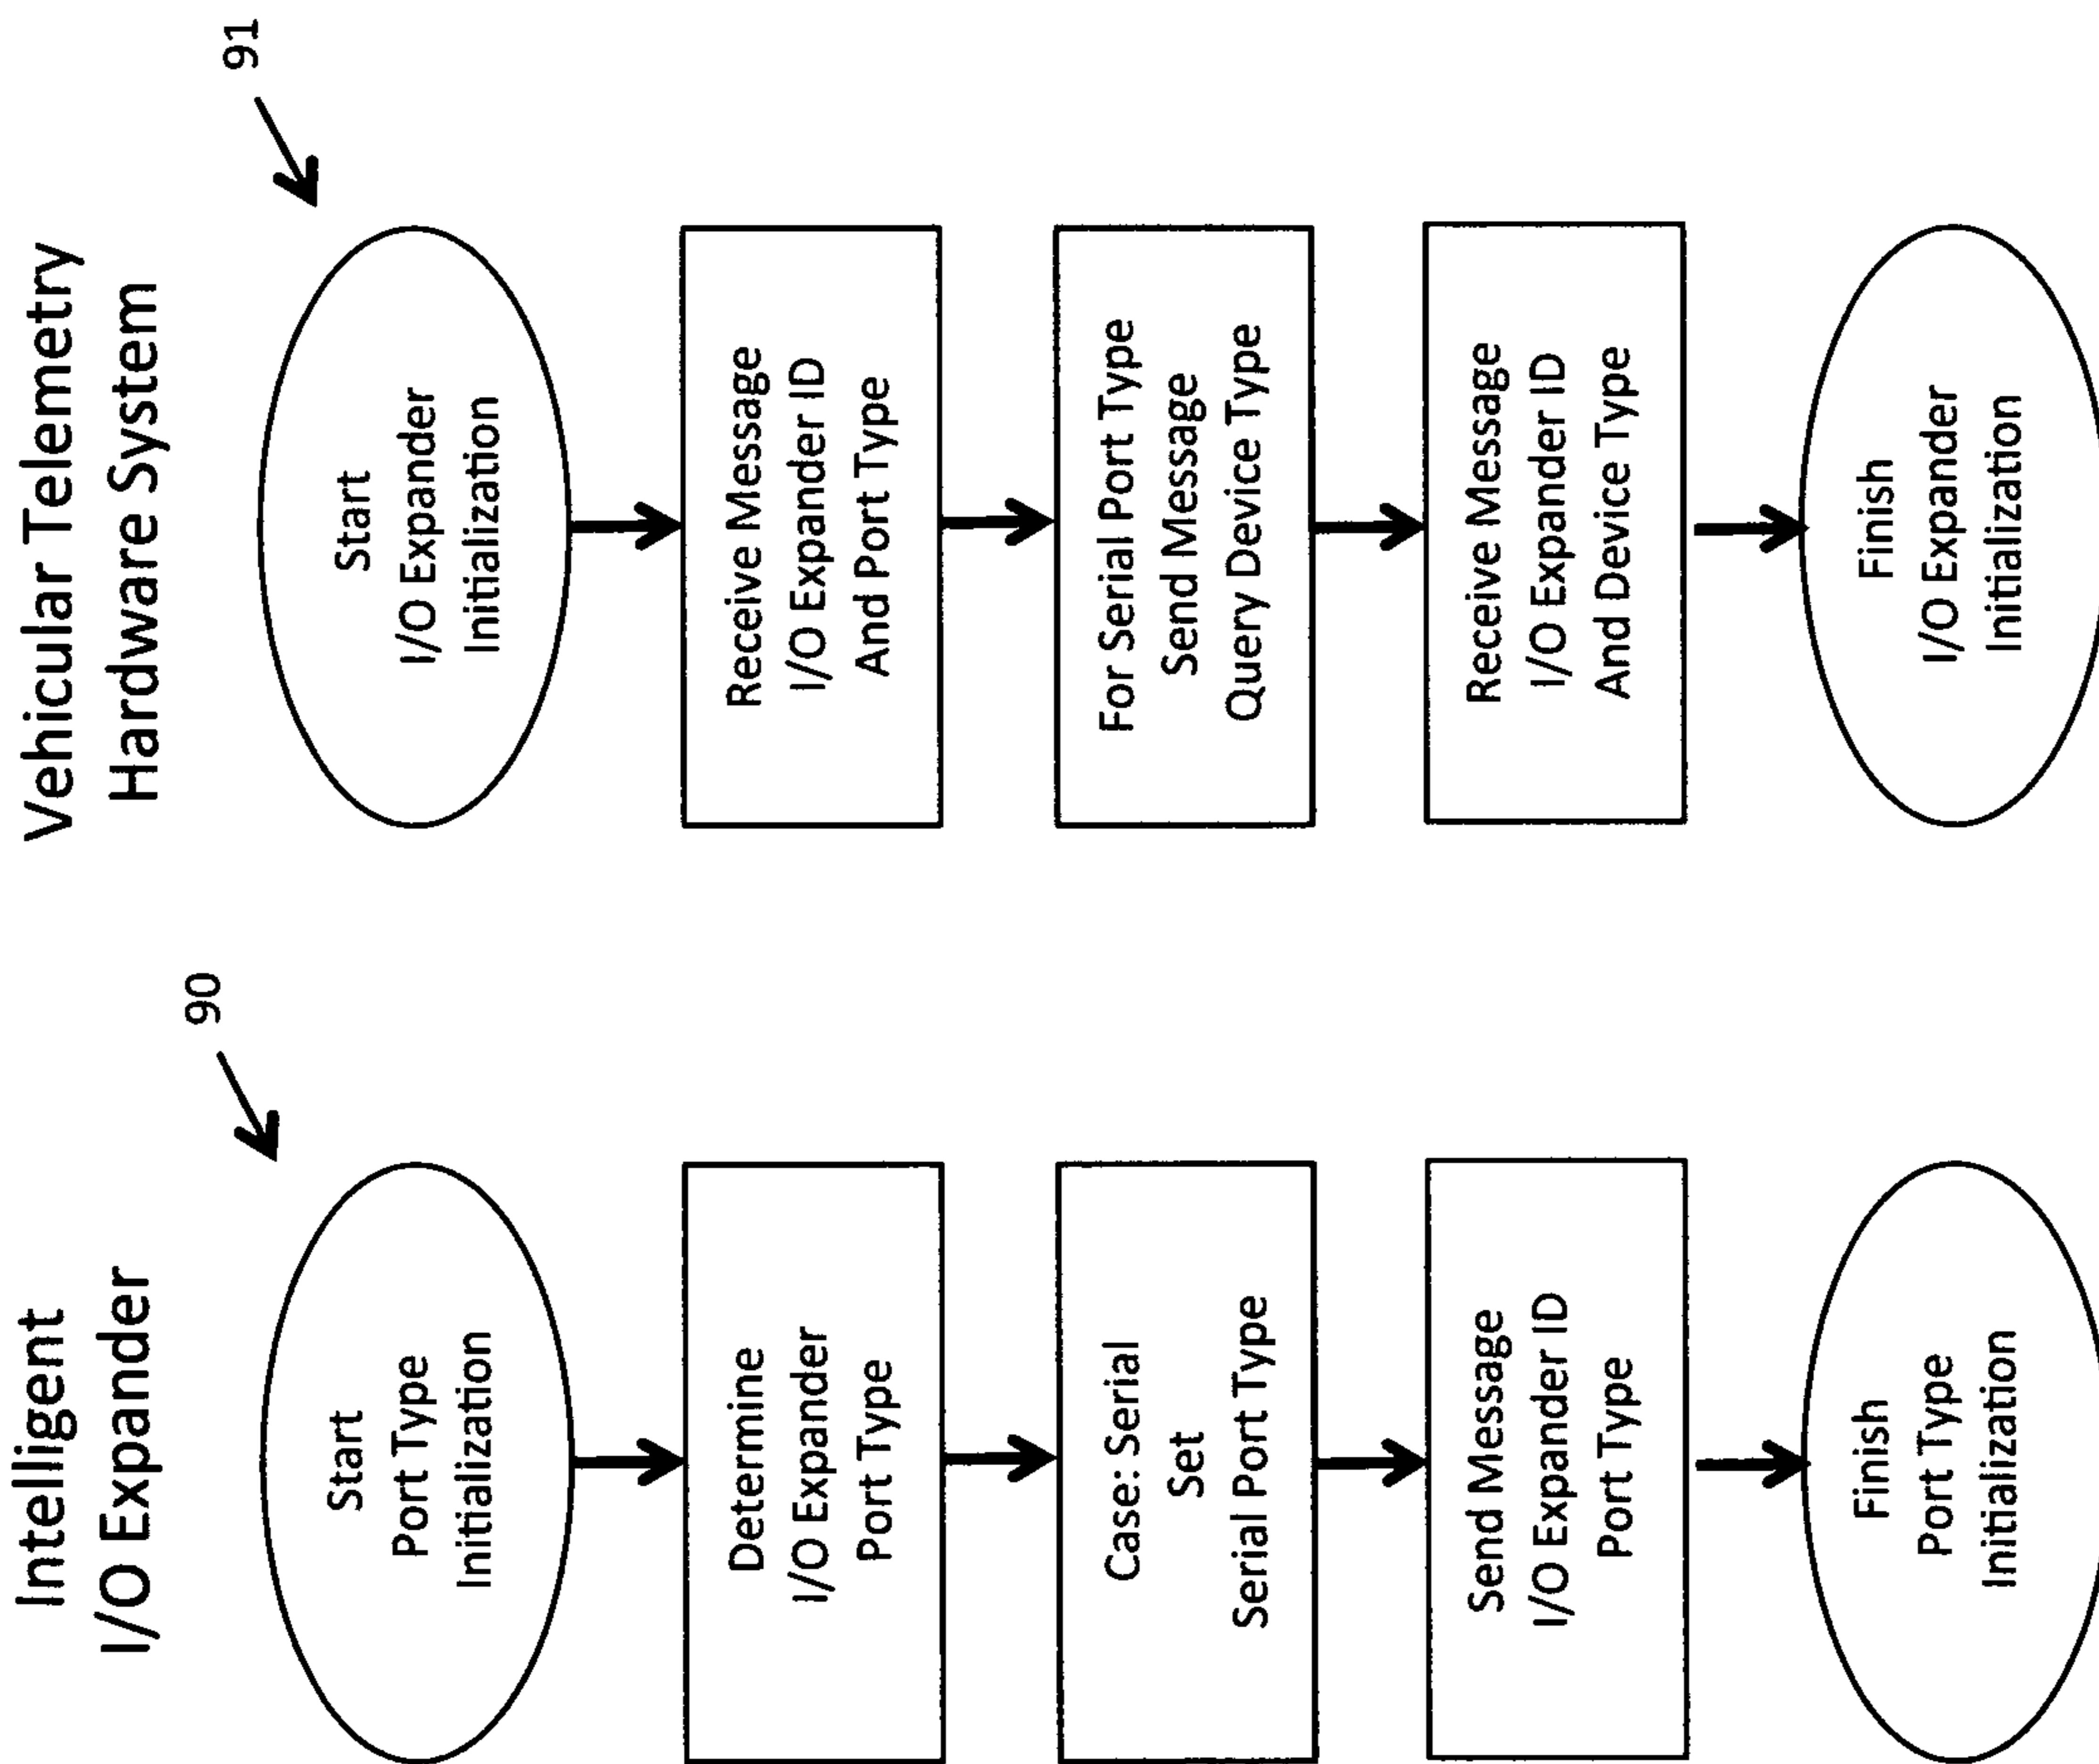 Intelligent
I/O Expander
90
Start
Port Type
Initialization
Determine
I/O Expander
Port Type
Case: Serial
Set
Serial Port Type
Send Message
I/O Expander ID
Port Type
Finish
Port Type
Initialization
Vehicular Telemetry
Hardware System
91
Start
I/O Expander
Initialization
Receive Message
I/O Expander ID
And Port Type
For Serial Port Type
Send Message
Query Device Type
Receive Message
I/O Expander ID
And Device Type
Finish
I/O Expander
Initialization